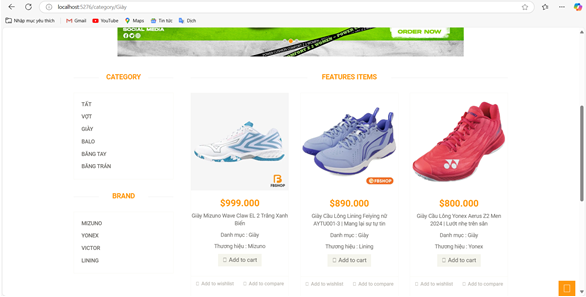 localhost:5376/category/Giày
Nhập mục yêu thích
Gmail
YouTube
Maps
Tin tức
Dịch
SOCIAL MEDIA
ORDER NOW
CATEGORY
TẤT
VỢT
GIÀY
BALO
BĂNG TAY
BĂNG TRÁN
BRAND
MIZUNO
YONEX
VICTOR
LINING
FEATURES ITEMS
FBSHOP
$999.000
Giày Mizuno Wave Claw EL 2 Trắng Xanh
Biển
Danh mục : Giày
Thương hiệu : Mizuno
Add to cart
Add to wishlist
Add to compare
FBSHOP
$890.000
Giày Cầu Lông Lining Feiying nữ
AYTU001-3 | Mang lại sự tự tin
Danh mục : Giày
Thương hiệu : Lining
Add to cart
Add to wishlist
Add to compare
$800.000
Giày Cầu Lông Yonex Aerus Z2 Men
2024 | Lướt nhẹ trên sân
Danh mục : Giày
Thương hiệu : Yonex
Add to cart
Add to wishlist
Add to compare